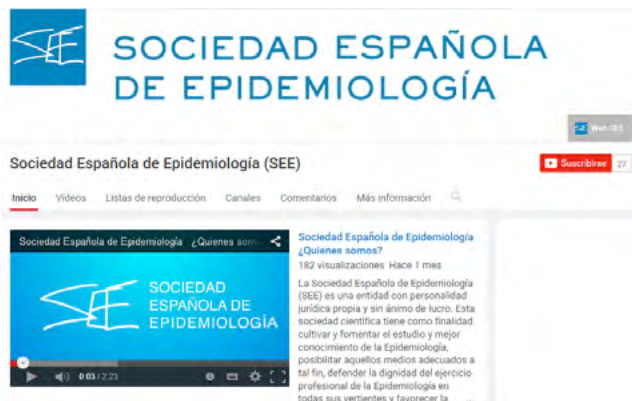 SEE
SOCIEDAD ESPAÑOLA
DE EPIDEMIOLOGÍA
Web SEE
Sociedad Española de Epidemiología (SEE)
Suscribirse 27
Inicio Vídeos Listas de reproducción Canales Comentarios Más información
Sociedad Española de Epidemiología ¿Quienes som
SEE
SOCIEDAD
ESPAÑOLA DE
EPIDEMIOLOGÍA
0:03 / 2:23
Sociedad Española de Epidemiología
¿Quienes somos?
182 visualizaciones Hace 1 mes
La Sociedad Española de Epidemiología
(SEE) es una entidad con personalidad
jurídica propia y sin ánimo de lucro. Esta
sociedad científica tiene como finalidad
cultivar y fomentar el estudio y mejor
conocimiento de la Epidemiología,
posibilitar aquellos medios adecuados a
tal fin, defender la dignidad del ejercicio
profesional de la Epidemiología en
todas sus vertientes y favorecer la